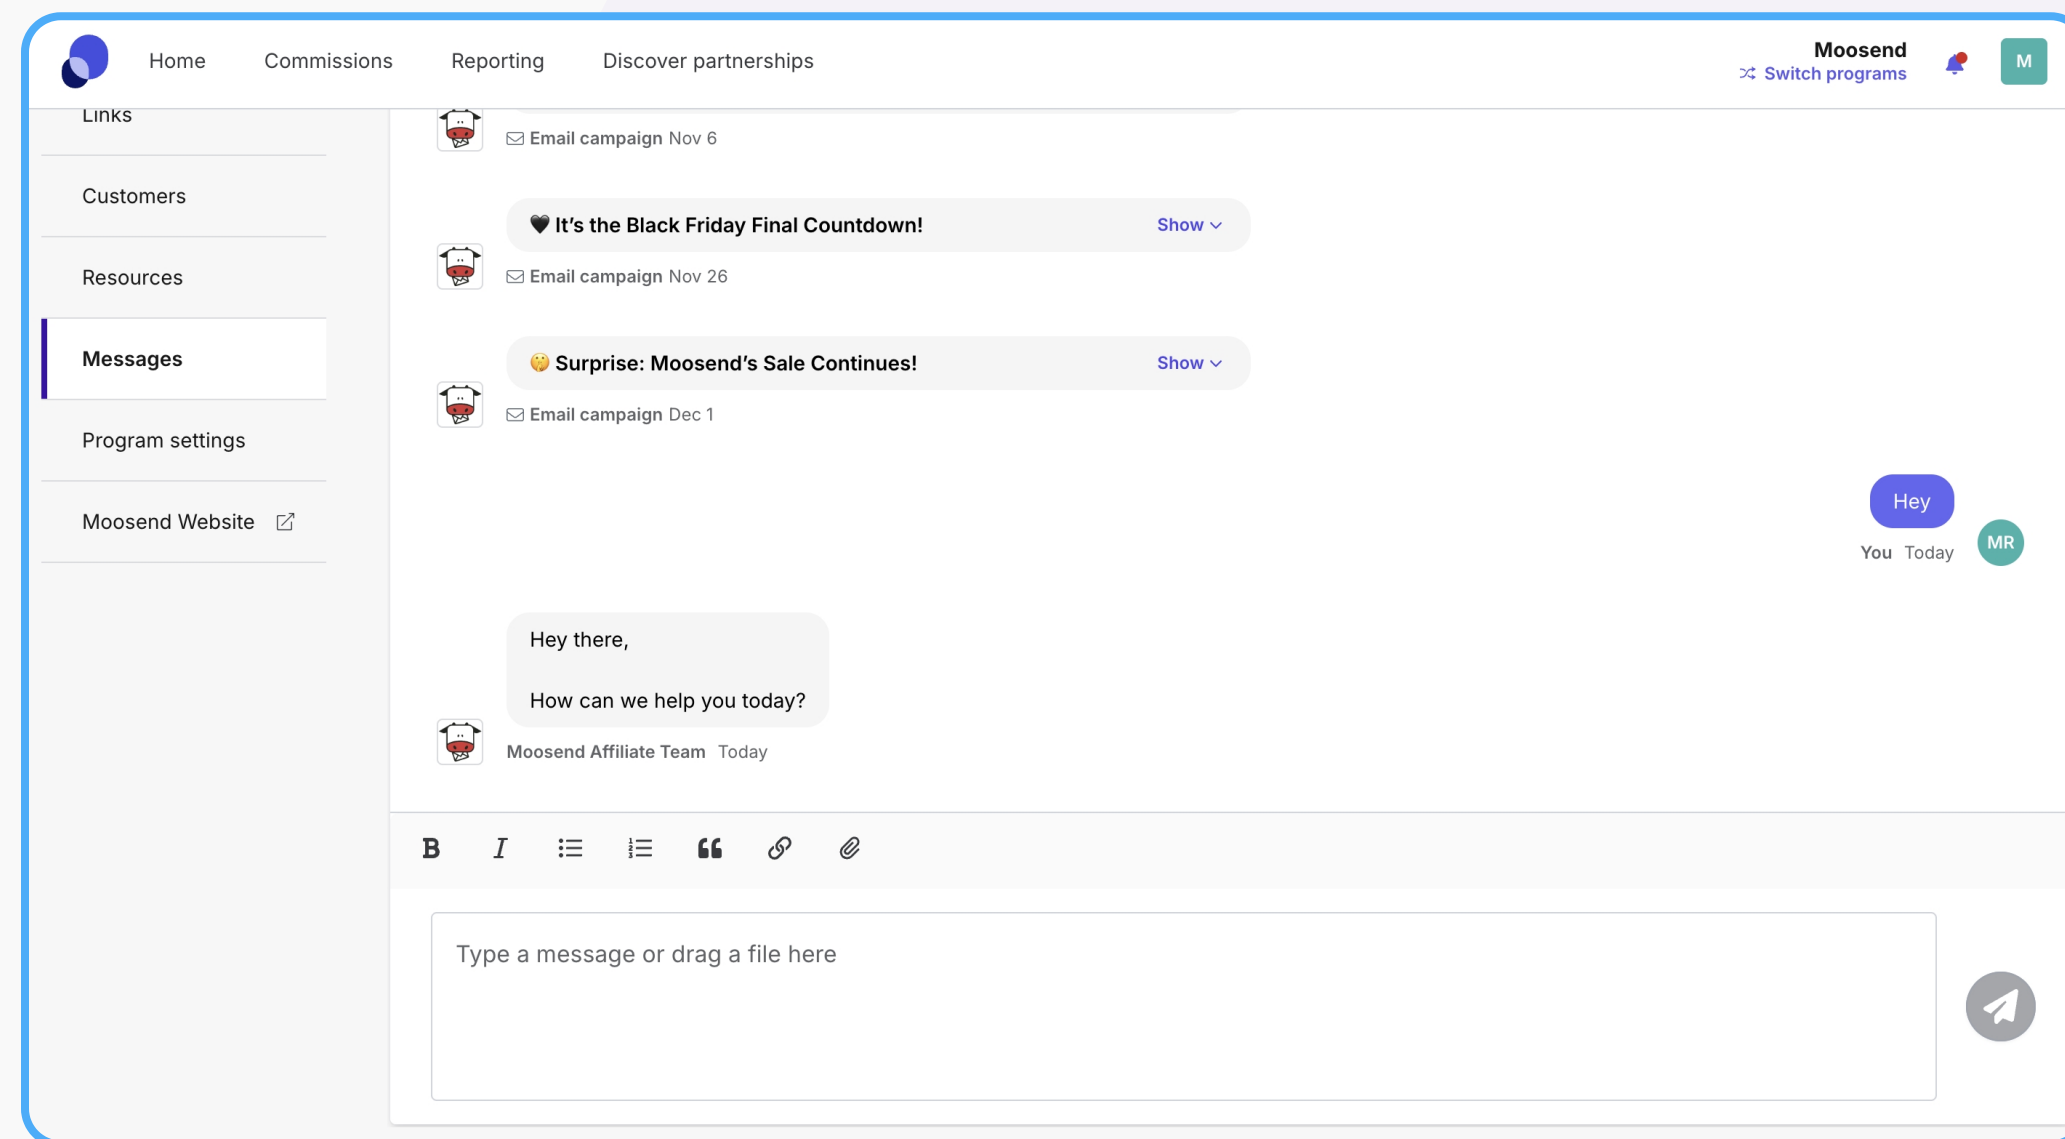 Home Commissions Reporting Discover partnerships
Moosend
Switch programs
M
Links
Customers
Resources
Messages
Program settings
Moosend Website
Email campaign Nov 6
🖤 It’s the Black Friday Final Countdown! Show
Email campaign Nov 26
🤫 Surprise: Moosend’s Sale Continues! Show
Email campaign Dec 1
Hey
You Today
MR
Hey there,
How can we help you today?
Moosend Affiliate Team Today
Type a message or drag a file here